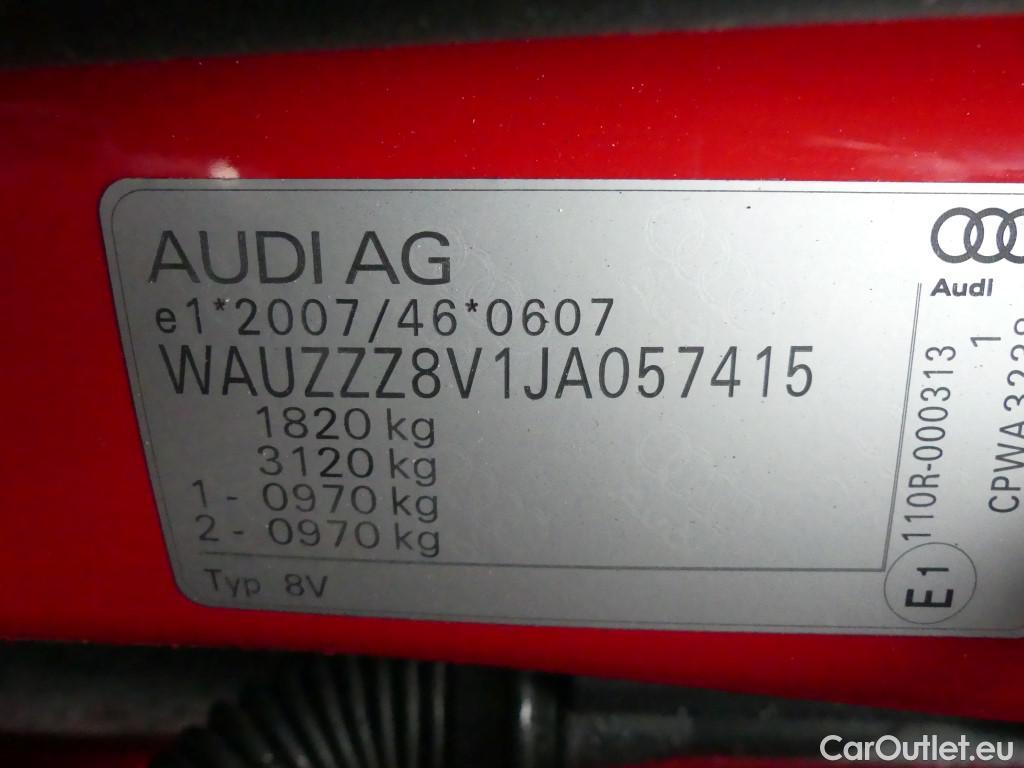 AUDI AG
e1*2007/46*0607
WAUZZZ8V1JA057415
1820 kg
3120 kg
1 - 0970 kg
2 - 0970 kg
Typ 8V
Audi
E1 110R-000313
1
CarOutlet.eu